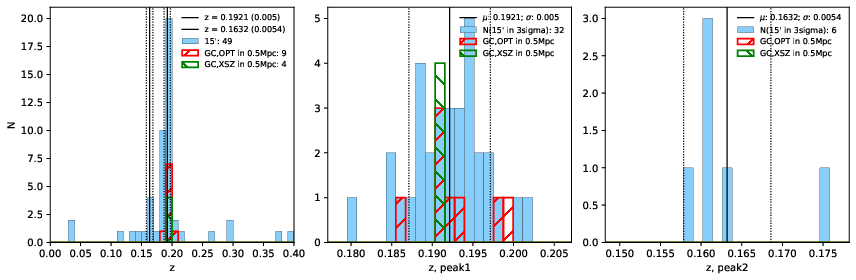 z = 0.1921 (0.005)
z = 0.1632 (0.0054)
15': 49
GC,OPT in 0.5Mpc: 9
GC,XSZ in 0.5Mpc: 4
N
20.0
17.5
15.0
12.5
10.0
7.5
5.0
2.5
0.0
0.00 0.05 0.10 0.15 0.20 0.25 0.30 0.35 0.40
z
μ: 0.1921; σ: 0.005
N(15' in 3sigma): 32
GC,OPT in 0.5Mpc
GC,XSZ in 0.5Mpc
5
4
3
2
1
0
0.180 0.185 0.190 0.195 0.200 0.205
z, peak1
μ: 0.1632; σ: 0.0054
N(15' in 3sigma): 6
GC,OPT in 0.5Mpc
GC,XSZ in 0.5Mpc
3.0
2.5
2.0
1.5
1.0
0.5
0.0
0.150 0.155 0.160 0.165 0.170 0.175
z, peak2